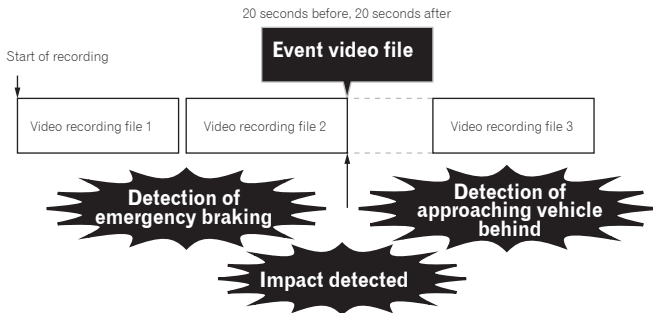 20 seconds before, 20 seconds after
Event video file
Start of recording
Video recording file 1
Video recording file 2
Video recording file 3
Detection of
emergency braking
Detection of
approaching vehicle
behind
Impact detected